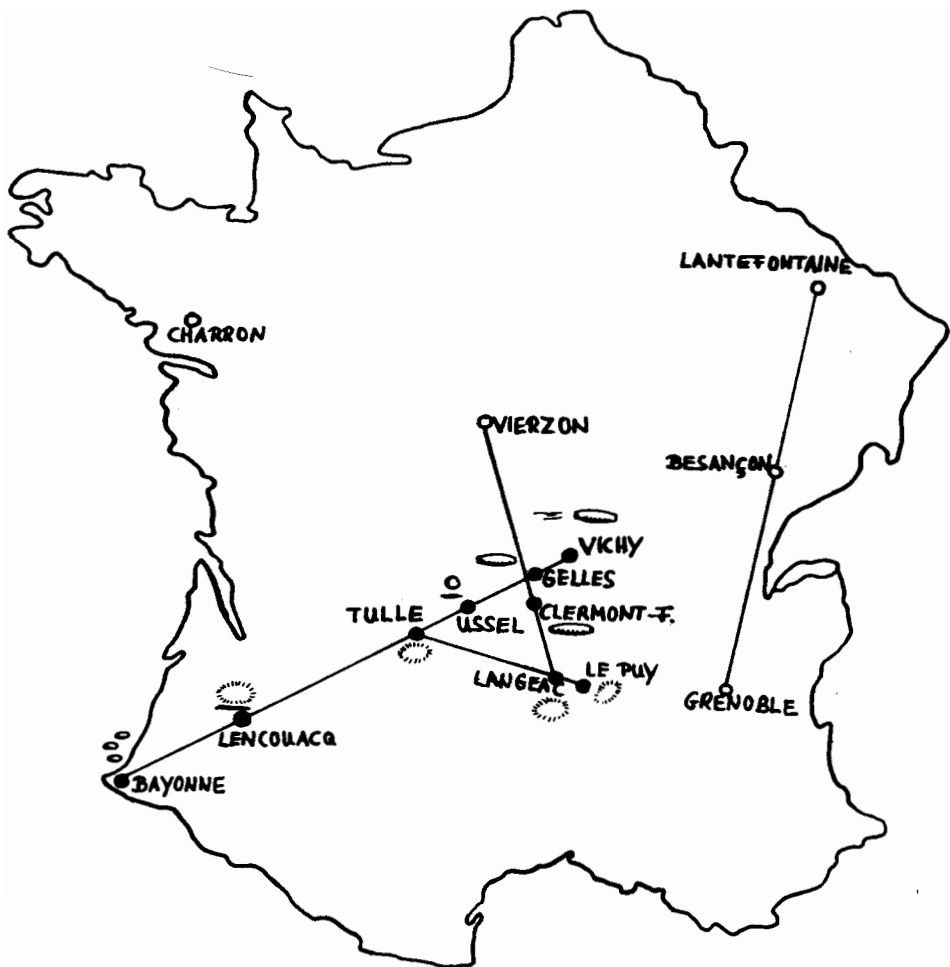 LANTEFONTAINE
CHARRON
VIERZON
BESANÇON
VICHY
GELLES
CLERMONT-F.
TULLE
USSEL
LANGEAC
LE PUY
GRENOBLE
LENCOUACQ
BAYONNE